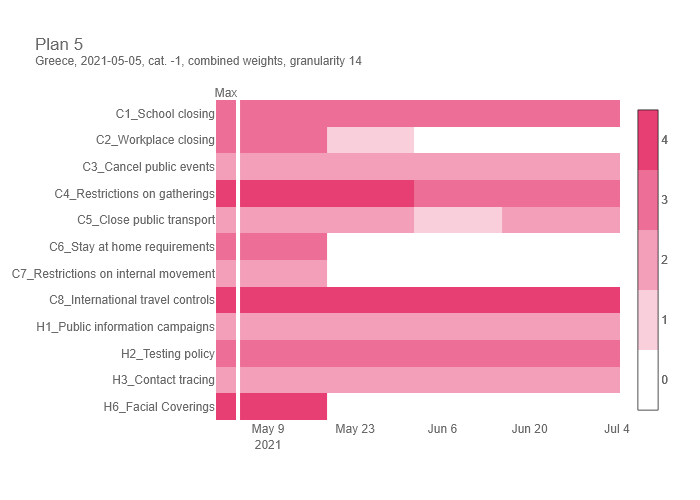 Plan 5
Greece, 2021-05-05, cat. -1, combined weights, granularity 14
Max
C1_School closing
C2_Workplace closing
C3_Cancel public events
C4_Restrictions on gatherings
C5_Close public transport
C6_Stay at home requirements
C7_Restrictions on internal movement
C8_International travel controls
H1_Public information campaigns
H2_Testing policy
H3_Contact tracing
H6_Facial Coverings
May 9 May 23 Jun 6 Jun 20 Jul 4
2021
4
3
2
1
0